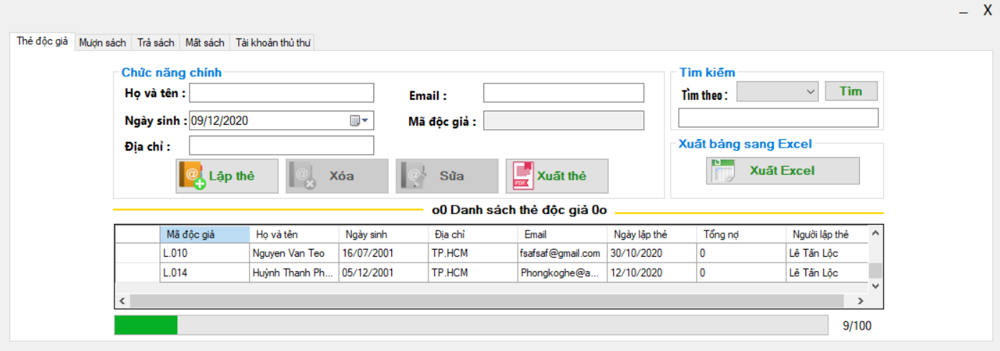 _ X
Thẻ độc giả Mượn sách Trả sách Mất sách Tài khoản thủ thư
Chức năng chính
Họ và tên :
Email :
Ngày sinh : 09/12/2020
Mã độc giả :
Địa chỉ :
Lập thẻ Xóa Sửa PDF Xuất thẻ
Tìm kiếm
Tìm theo : Tìm
Xuất bảng sang Excel
Xuất Excel
o0 Danh sách thẻ độc giả 0o
Mã độc giả Họ và tên Ngày sinh Địa chỉ Email Ngày lập thẻ Tổng nợ Người lập thẻ
L.010 Nguyen Van Teo 16/07/2001 TP.HCM fsafsaf@gmail.com 30/10/2020 0 Lê Tấn Lộc
L.014 Huỳnh Thanh Ph... 05/12/2001 TP.HCM Phongkoghe@a... 12/10/2020 0 Lê Tấn Lộc
9/100